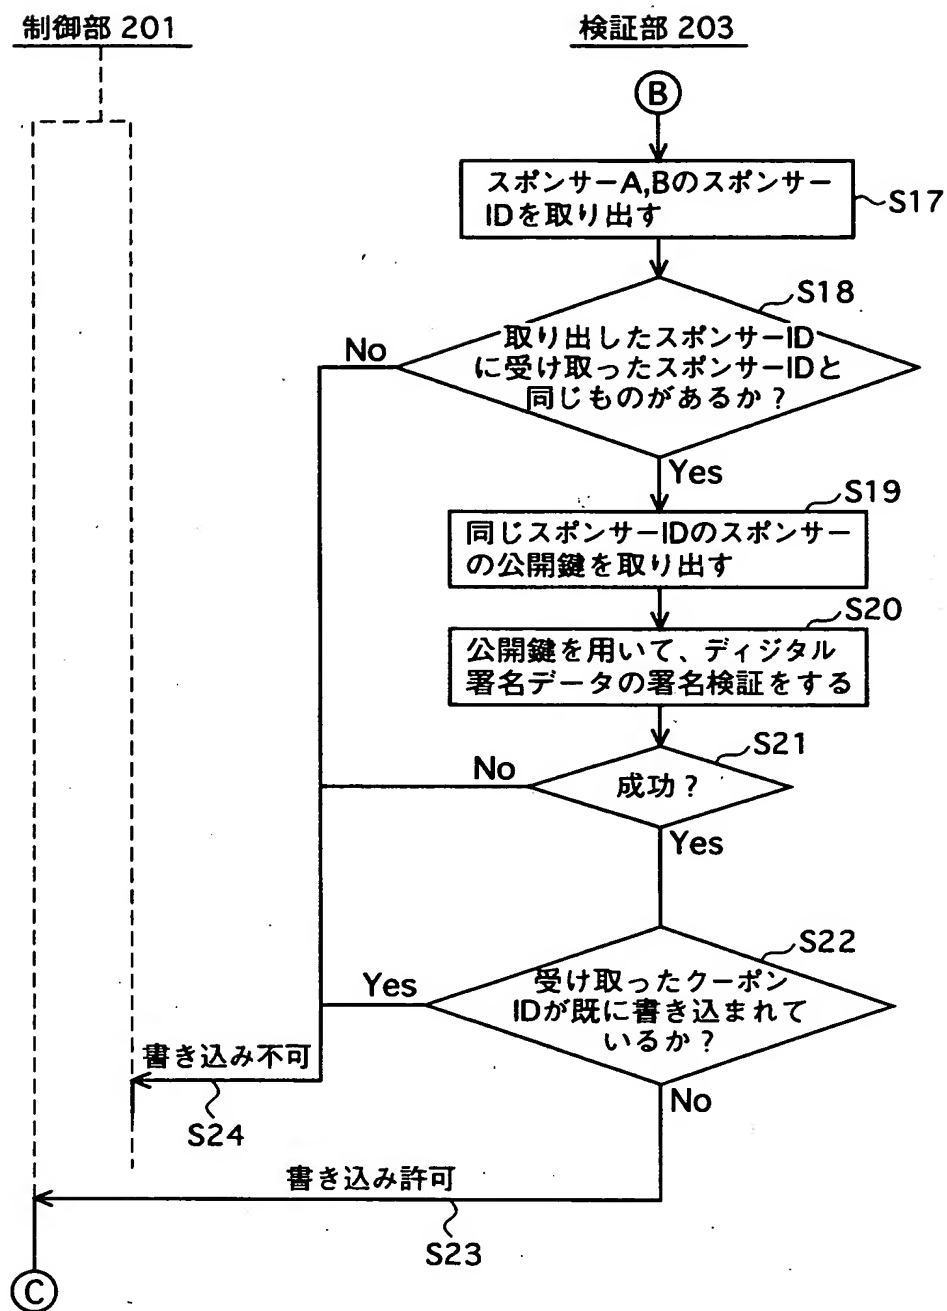 制御部 201
検証部 203
B
スポンサーA,Bのスポンサー
IDを取り出す
S17
S18
取り出したスポンサーID
に受け取ったスポンサーIDと
同じものがあるか？
No
Yes
S19
同じスポンサーIDのスポンサー
の公開鍵を取り出す
S20
公開鍵を用いて、ディジタル
署名データの署名検証をする
S21
成功？
No
Yes
S22
受け取ったクーポン
IDが既に書き込まれて
いるか？
Yes
No
書き込み不可
S24
書き込み許可
S23
C